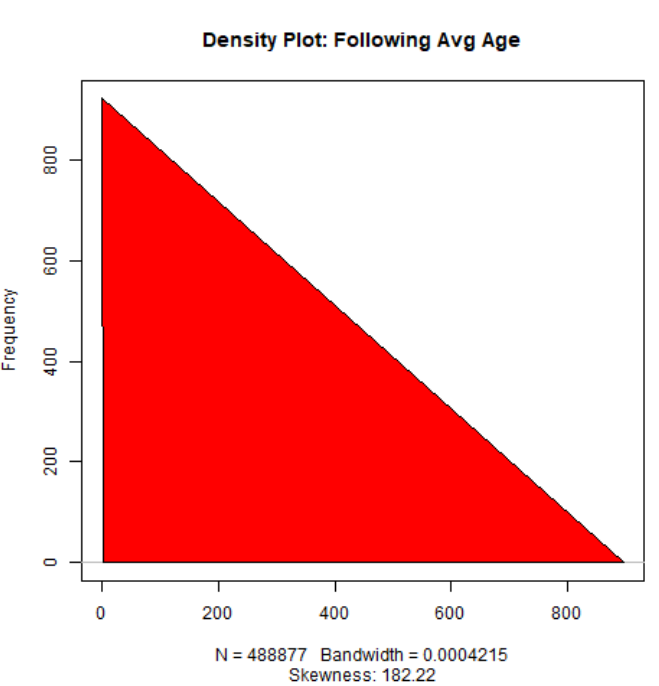 Density Plot: Following Avg Age
Frequency
800
600
400
200
0
0 200 400 600 800
N = 488877 Bandwidth = 0.0004215
Skewness: 182.22